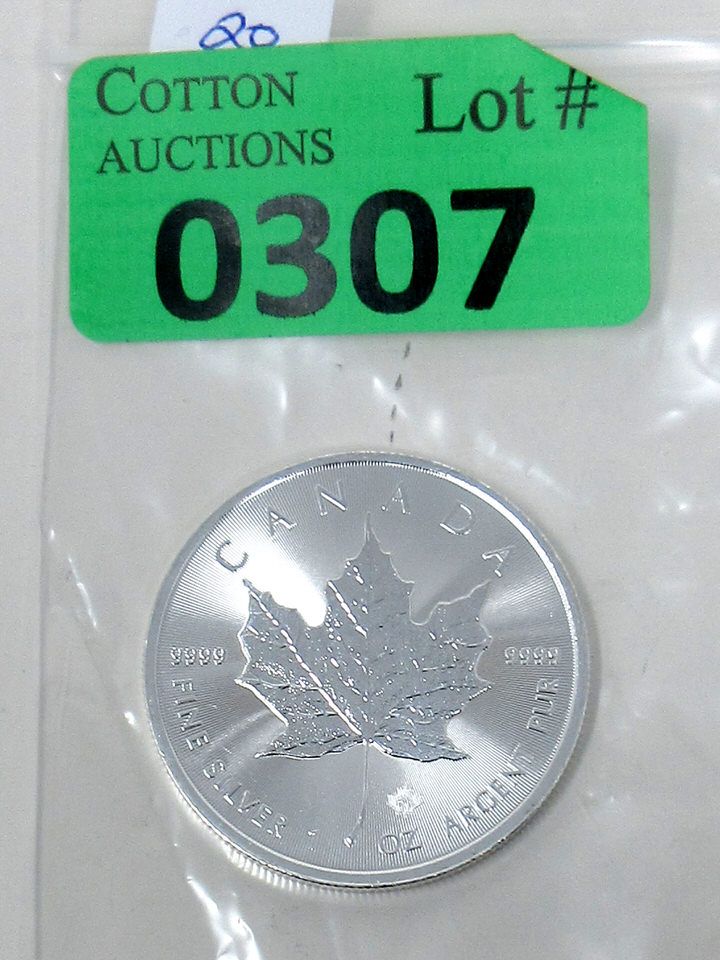 20
COTTON Lot #
AUCTIONS
0307
CANADA
9999 9999
FINE SILVER 1 OZ ARGENT PUR